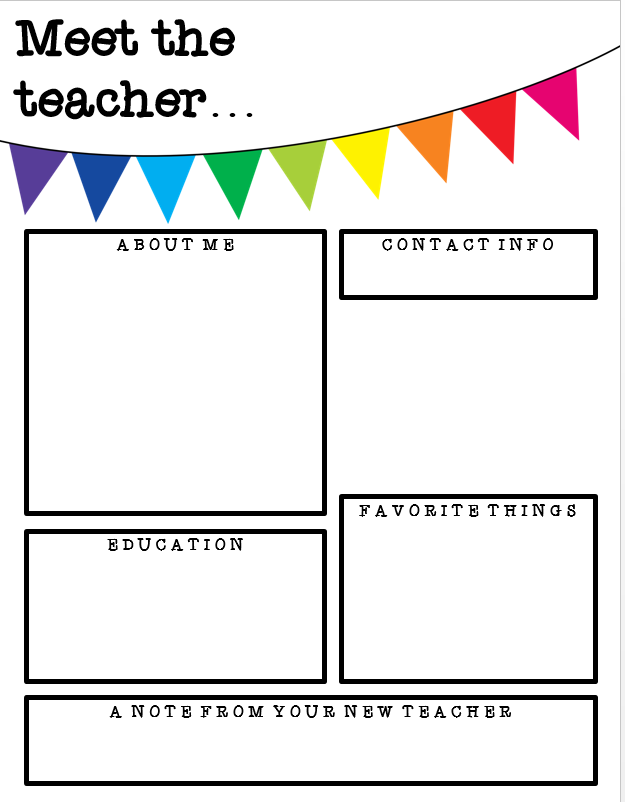 Meet the
teacher...
ABOUT ME
CONTACT INFO
FAVORITE THINGS
EDUCATION
A NOTE FROM YOUR NEW TEACHER